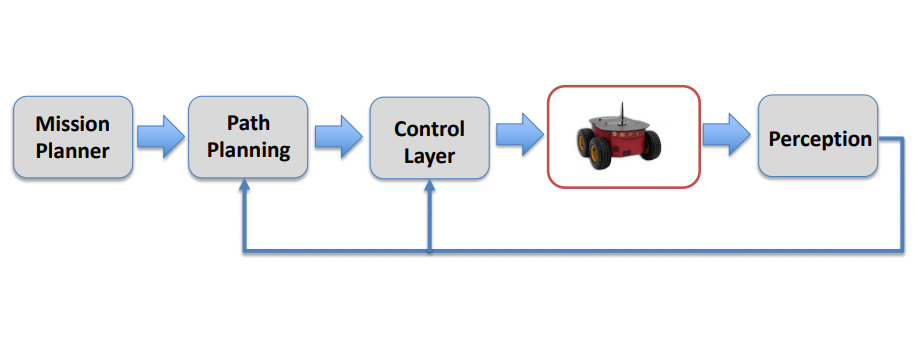 Mission
Planner
Path
Planning
Control
Layer
Perception